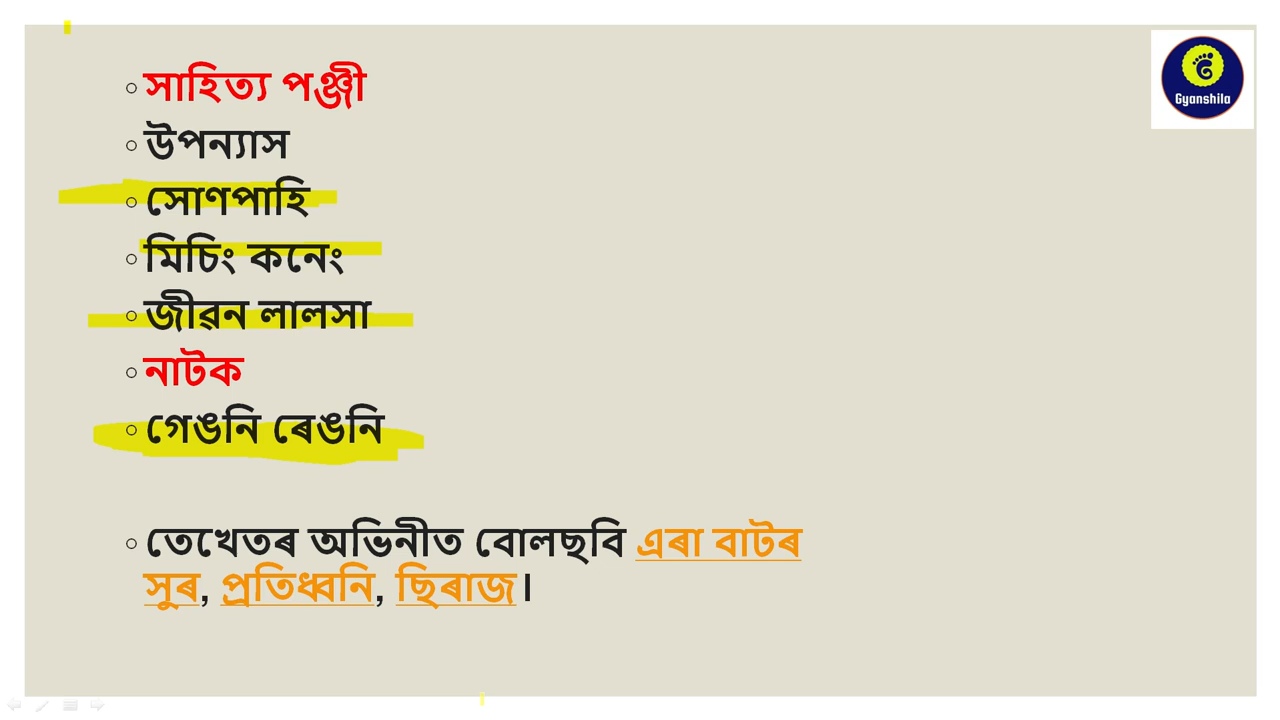 সাহিত্য পঞ্জী
Gyanshila
উপন্যাস
সোণপাহি
মিচিং কনেং
জীৱন লালসা
নাটক
গেঙনি ৰেঙনি
তেখেতৰ অভিনীত বোলছবি এৰা বাটৰ
সুৰ, প্ৰতিধ্বনি, ছিৰাজ।